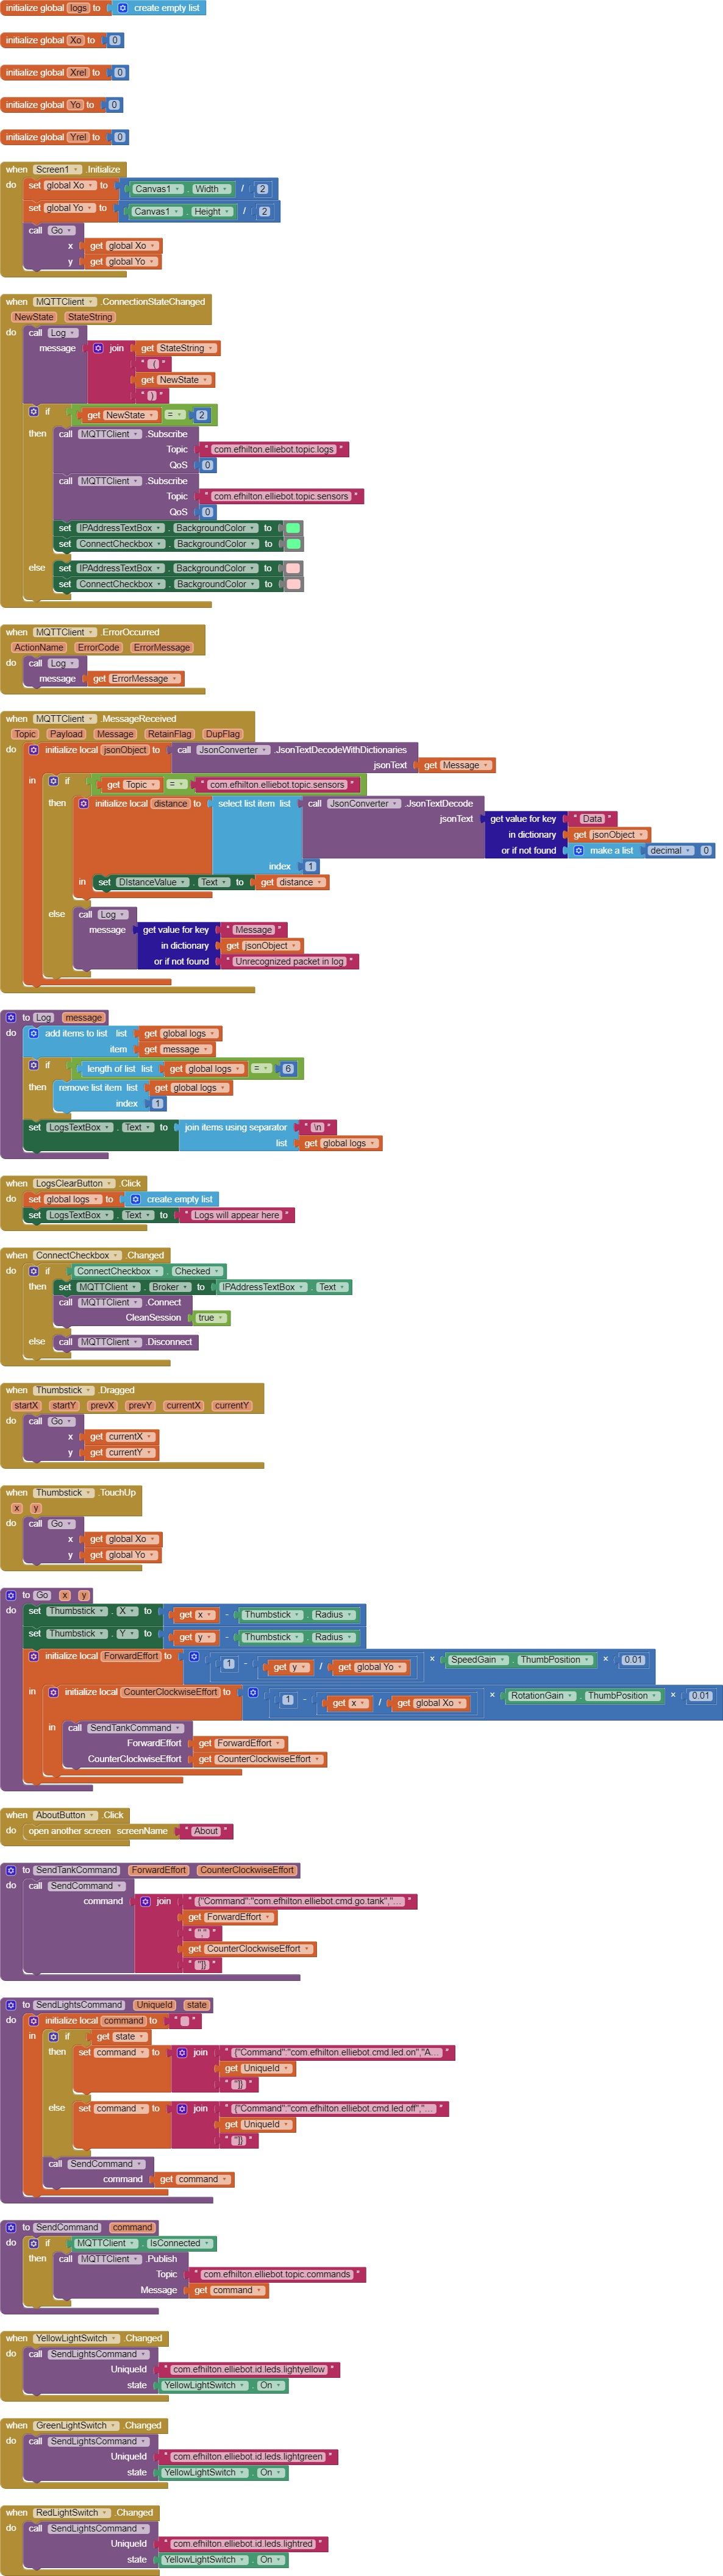 initialize global logs to create empty list
initialize global Xo to 0
initialize global Xrel to 0
initialize global Yo to 0
initialize global Yrel to 0
when Screen1 .Initialize
do set global Xo to Canvas1 . Width / 2
set global Yo to Canvas1 . Height / 2
call Go
x get global Xo
y get global Yo
when MQTTClient .ConnectionStateChanged
NewState StateString
do call Log
message join get StateString
" ( "
get NewState
" ) "
if get NewState = 2
then call MQTTClient .Subscribe
Topic " com.efhilton.elliebot.topic.logs "
QoS 0
call MQTTClient .Subscribe
Topic " com.efhilton.elliebot.topic.sensors "
QoS 0
set IPAddressTextBox . BackgroundColor to
set ConnectCheckbox . BackgroundColor to
else set IPAddressTextBox . BackgroundColor to
set ConnectCheckbox . BackgroundColor to
when MQTTClient .ErrorOccurred
ActionName ErrorCode ErrorMessage
do call Log
message get ErrorMessage
when MQTTClient .MessageReceived
Topic Payload Message RetainFlag DupFlag
do initialize local jsonObject to call JsonConverter .JsonTextDecodeWithDictionaries
jsonText get Message
in if get Topic = " com.efhilton.elliebot.topic.sensors "
then initialize local distance to select list item list call JsonConverter .JsonTextDecode
jsonText get value for key " Data "
in dictionary get jsonObject
or if not found make a list decimal 0
index 1
in set DIstanceValue . Text to get distance
else call Log
message get value for key " Message "
in dictionary get jsonObject
or if not found " Unrecognized packet in log "
to Log message
do add items to list list get global logs
item get message
if length of list list get global logs = 6
then remove list item list get global logs
index 1
set LogsTextBox . Text to join items using separator " \n "
list get global logs
when LogsClearButton .Click
do set global logs to create empty list
set LogsTextBox . Text to " Logs will appear here "
when ConnectCheckbox .Changed
do if ConnectCheckbox . Checked
then set MQTTClient . Broker to IPAddressTextBox . Text
call MQTTClient .Connect
CleanSession true
else call MQTTClient .Disconnect
when Thumbstick .Dragged
startX startY prevX prevY currentX currentY
do call Go
x get currentX
y get currentY
when Thumbstick .TouchUp
x y
do call Go
x get global Xo
y get global Yo
to Go x y
do set Thumbstick . X to get x - Thumbstick . Radius
set Thumbstick . Y to get y - Thumbstick . Radius
initialize local ForwardEffort to 1 - get y / get global Yo × SpeedGain . ThumbPosition × 0.01
in initialize local CounterClockwiseEffort to 1 - get x / get global Xo × RotationGain . ThumbPosition × 0.01
in call SendTankCommand
ForwardEffort get ForwardEffort
CounterClockwiseEffort get CounterClockwiseEffort
when AboutButton .Click
do open another screen screenName " About "
to SendTankCommand ForwardEffort CounterClockwiseEffort
do call SendCommand
command join " {"Command":"com.efhilton.elliebot.cmd.go.tank","... "
get ForwardEffort
" "," "
get CounterClockwiseEffort
" "]} "
to SendLightsCommand UniqueId state
do initialize local command to " "
in if get state
then set command to join " {"Command":"com.efhilton.elliebot.cmd.led.on","A... "
get UniqueId
" "]} "
else set command to join " {"Command":"com.efhilton.elliebot.cmd.led.off","... "
get UniqueId
" "]} "
call SendCommand
command get command
to SendCommand command
do if MQTTClient . IsConnected
then call MQTTClient .Publish
Topic " com.efhilton.elliebot.topic.commands "
Message get command
when YellowLightSwitch .Changed
do call SendLightsCommand
UniqueId " com.efhilton.elliebot.id.leds.lightyellow "
state YellowLightSwitch . On
when GreenLightSwitch .Changed
do call SendLightsCommand
UniqueId " com.efhilton.elliebot.id.leds.lightgreen "
state YellowLightSwitch . On
when RedLightSwitch .Changed
do call SendLightsCommand
UniqueId " com.efhilton.elliebot.id.leds.lightred "
state YellowLightSwitch . On